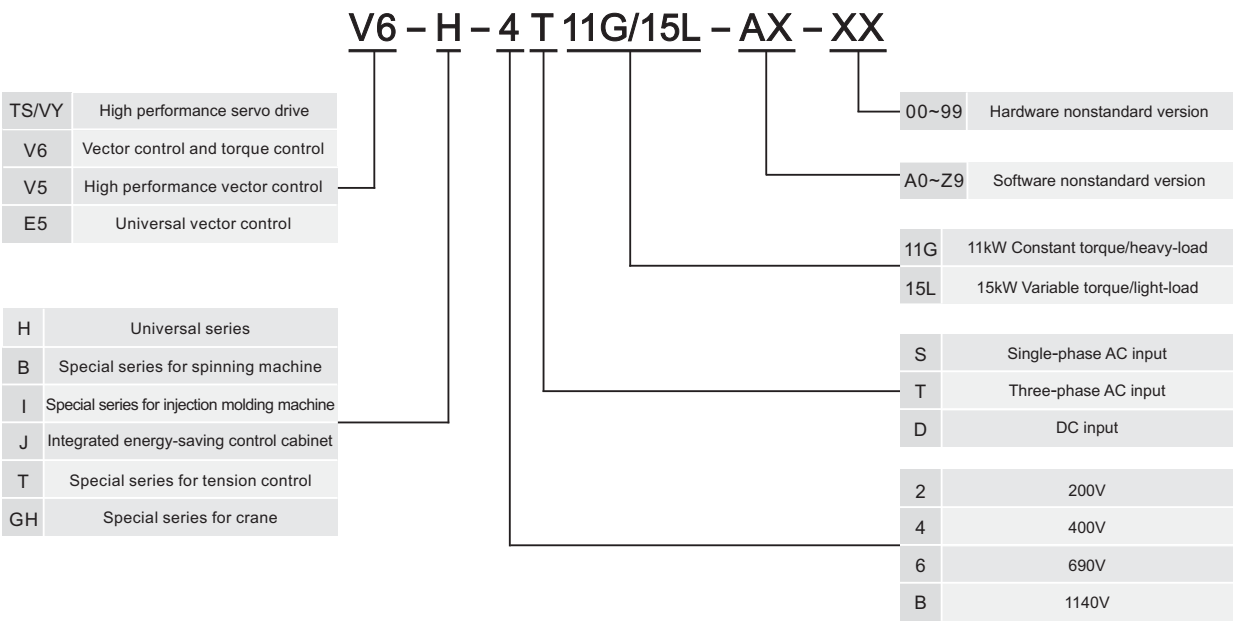 V6 – H – 4 T 11G/15L – AX – XX
TS/VY High performance servo drive
V6 Vector control and torque control
V5 High performance vector control
E5 Universal vector control
H Universal series
B Special series for spinning machine
I Special series for injection molding machine
J Integrated energy-saving control cabinet
T Special series for tension control
GH Special series for crane
00~99 Hardware nonstandard version
A0~Z9 Software nonstandard version
11G 11kW Constant torque/heavy-load
15L 15kW Variable torque/light-load
S Single-phase AC input
T Three-phase AC input
D DC input
2 200V
4 400V
6 690V
B 1140V